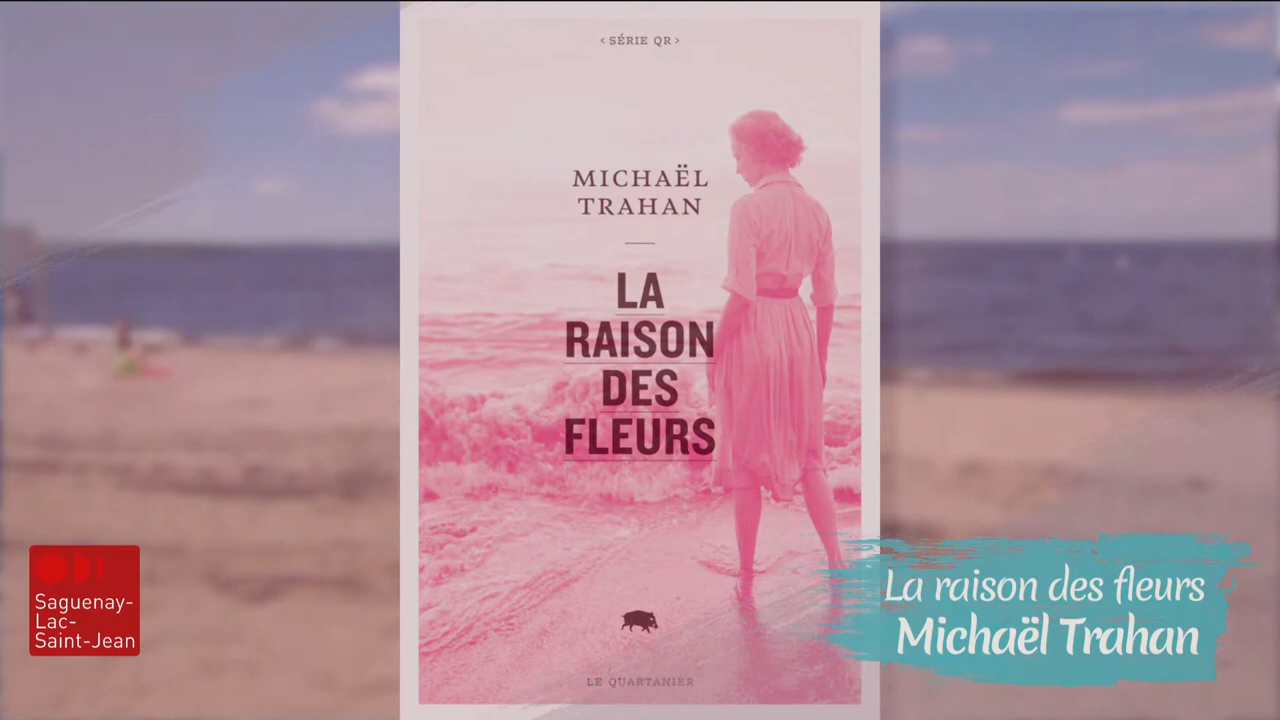 < SÉRIE QR >
MICHAËL
TRAHAN
LA
RAISON
DES
FLEURS
LE QUARTANIER
Saguenay-
Lac-
Saint-Jean
La raison des fleurs
Michaël Trahan